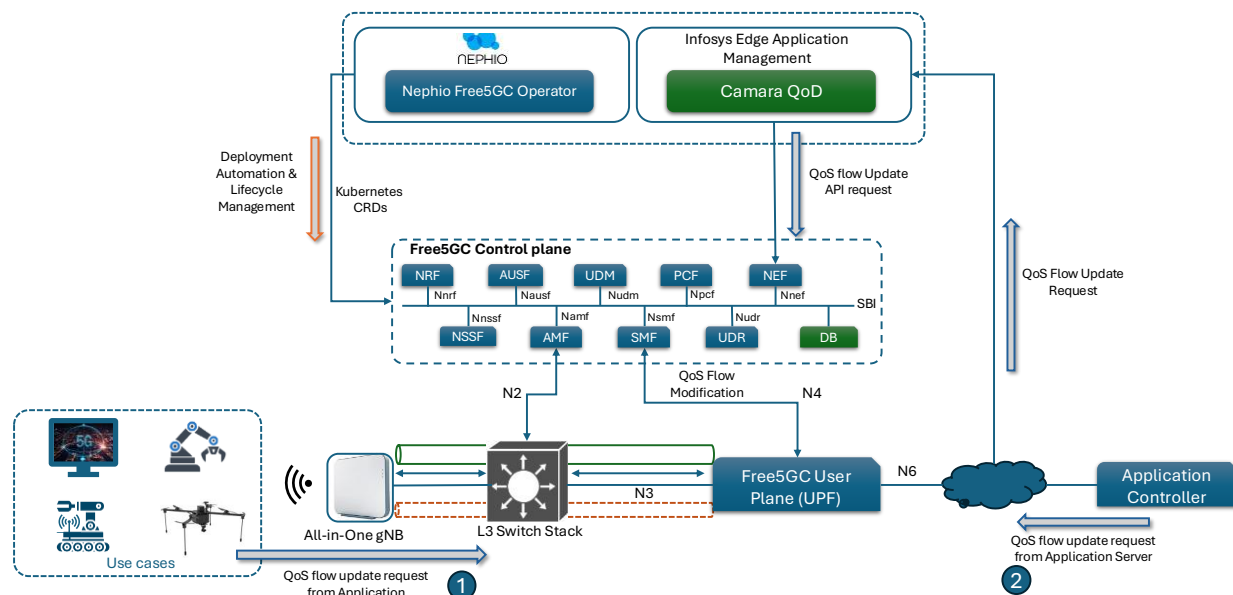 NEPHIO
Nephio Free5GC Operator
Infosys Edge Application
Management
Camara QoD
Deployment
Automation &
Lifecycle
Management
Kubernetes
CRDs
QoS flow Update
API request
QoS Flow Update
Request
Free5GC Control plane
NRF
AUSF
UDM
PCF
NEF
Nnrf
Nausf
Nudm
Npcf
Nnef
SBI
Nnssf
Namf
Nsmf
Nudr
NSSF
AMF
SMF
UDR
DB
N2
QoS Flow
Modification
N4
5G
Use cases
All-in-One gNB
L3 Switch Stack
N3
Free5GC User
Plane (UPF)
N6
Application
Controller
QoS flow update request
from Application
1
QoS flow update request
from Application Server
2